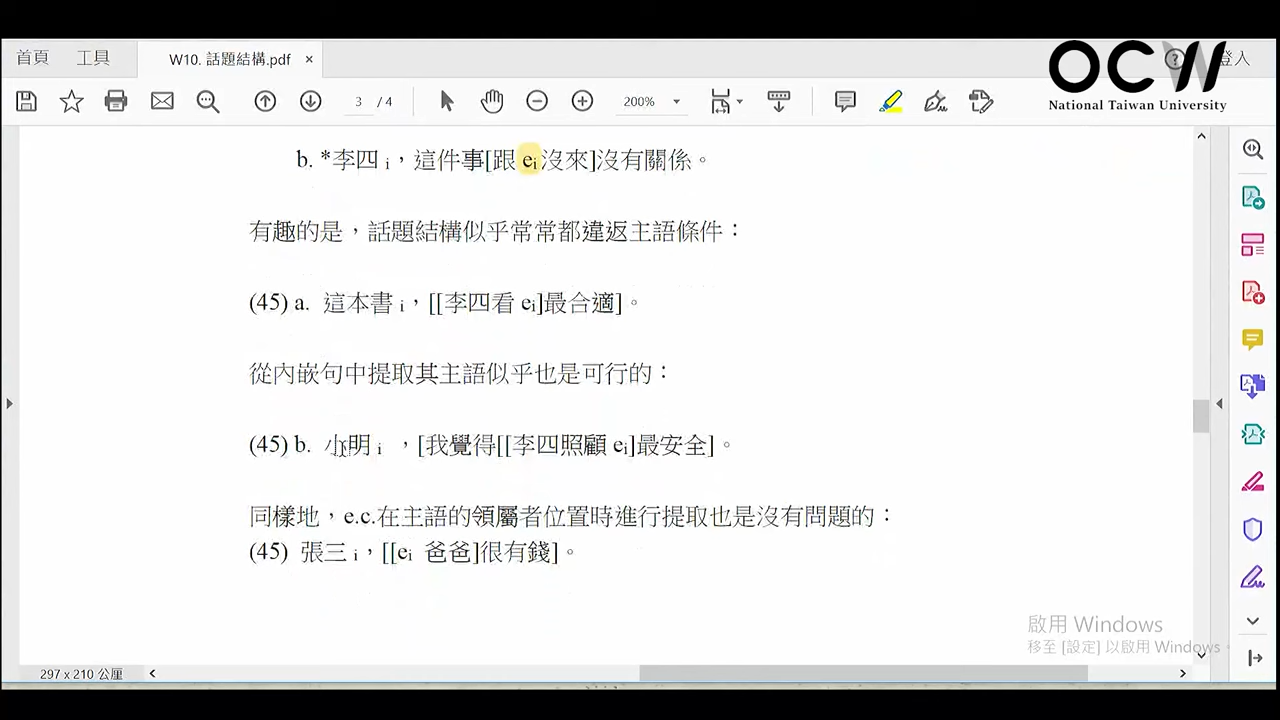 首頁 工具 W10. 話題結構.pdf × 登入
OCW
National Taiwan University
3 / 4 200%
b. *李四 i，這件事[跟 ei沒來]沒有關係。
有趣的是，話題結構似乎常常都違返主語條件：
(45) a. 這本書 i，[[李四看 ei]最合適]。
從內嵌句中提取其主語似乎也是可行的：
(45) b. 小明 i ，[我覺得[[李四照顧 ei]最安全]。
同樣地，e.c.在主語的領屬者位置時進行提取也是沒有問題的：
(45) 張三 i，[[ei 爸爸]很有錢]。
啟用 Windows
移至 [設定] 以啟用 Windows
297 x 210 公厘